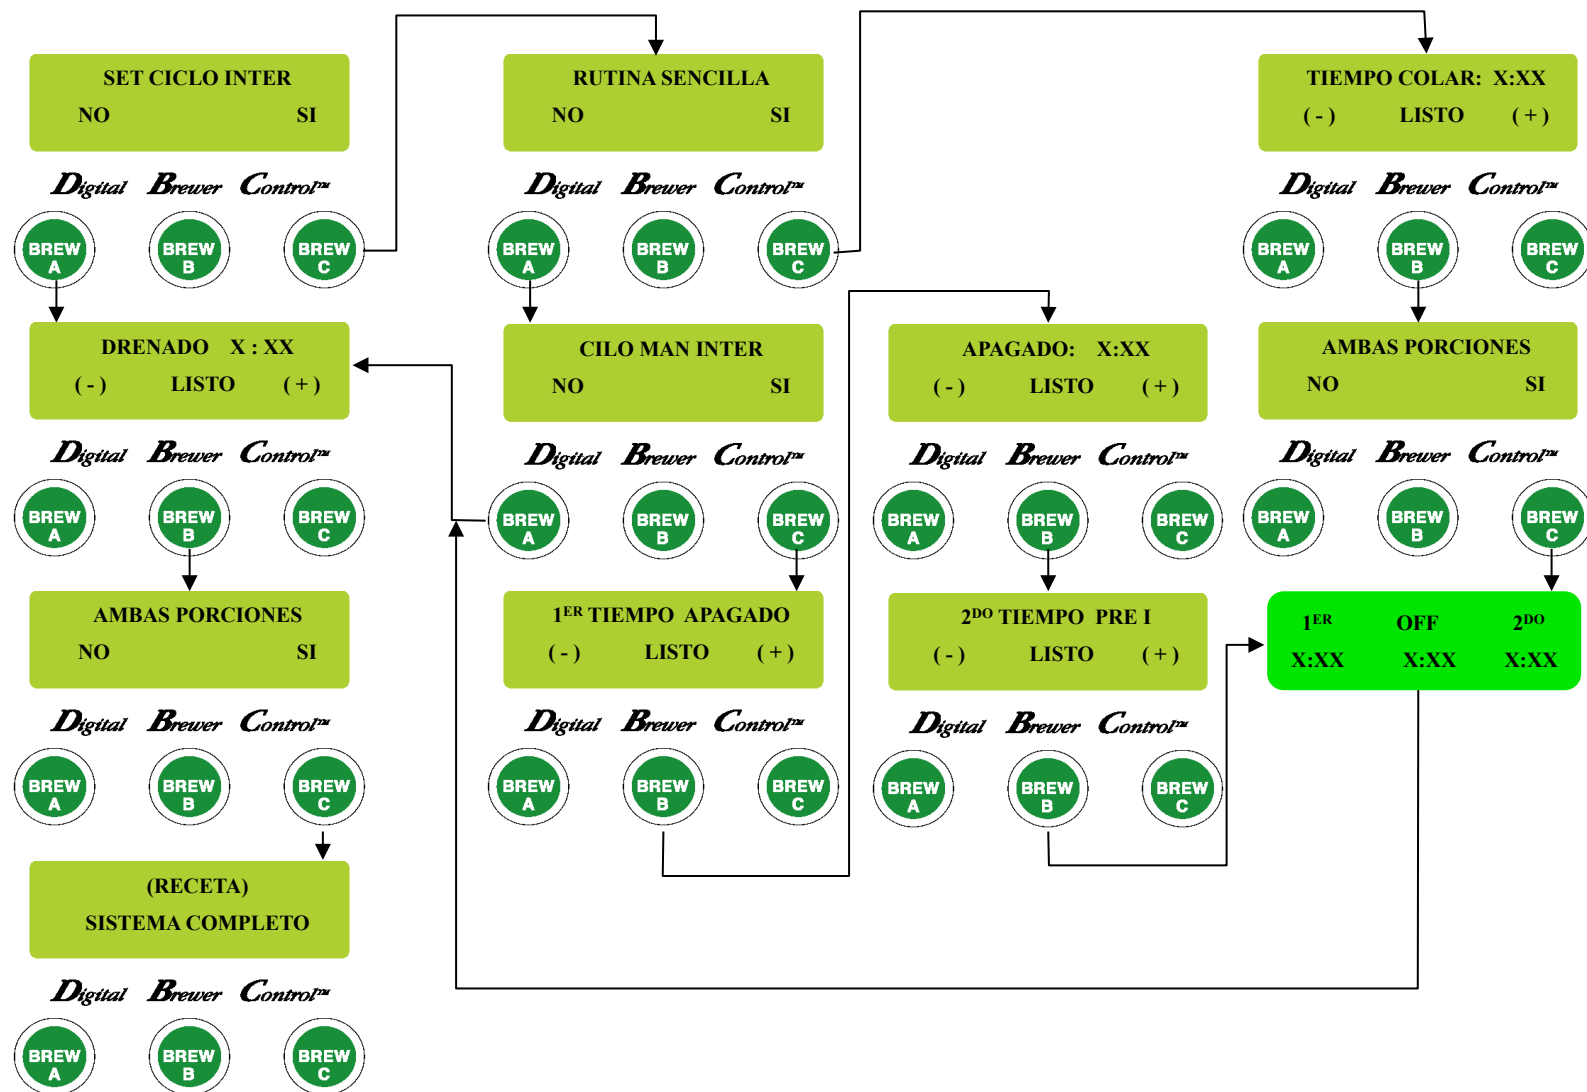 SET CICLO INTER
NO SI
Digital Brewer Control™
BREW A BREW B BREW C
DRENADO X : XX
( - ) LISTO ( + )
Digital Brewer Control™
BREW A BREW B BREW C
AMBAS PORCIONES
NO SI
Digital Brewer Control™
BREW A BREW B BREW C
(RECETA)
SISTEMA COMPLETO
Digital Brewer Control™
BREW A BREW B BREW C
RUTINA SENCILLA
NO SI
Digital Brewer Control™
BREW A BREW B BREW C
CILO MAN INTER
NO SI
Digital Brewer Control™
BREW A BREW B BREW C
1ER TIEMPO APAGADO
( - ) LISTO ( + )
Digital Brewer Control™
BREW A BREW B BREW C
APAGADO: X:XX
( - ) LISTO ( + )
Digital Brewer Control™
BREW A BREW B BREW C
2DO TIEMPO PRE I
( - ) LISTO ( + )
Digital Brewer Control™
BREW A BREW B BREW C
TIEMPO COLAR: X:XX
( - ) LISTO ( + )
Digital Brewer Control™
BREW A BREW B BREW C
AMBAS PORCIONES
NO SI
Digital Brewer Control™
BREW A BREW B BREW C
1ER OFF 2DO
X:XX X:XX X:XX